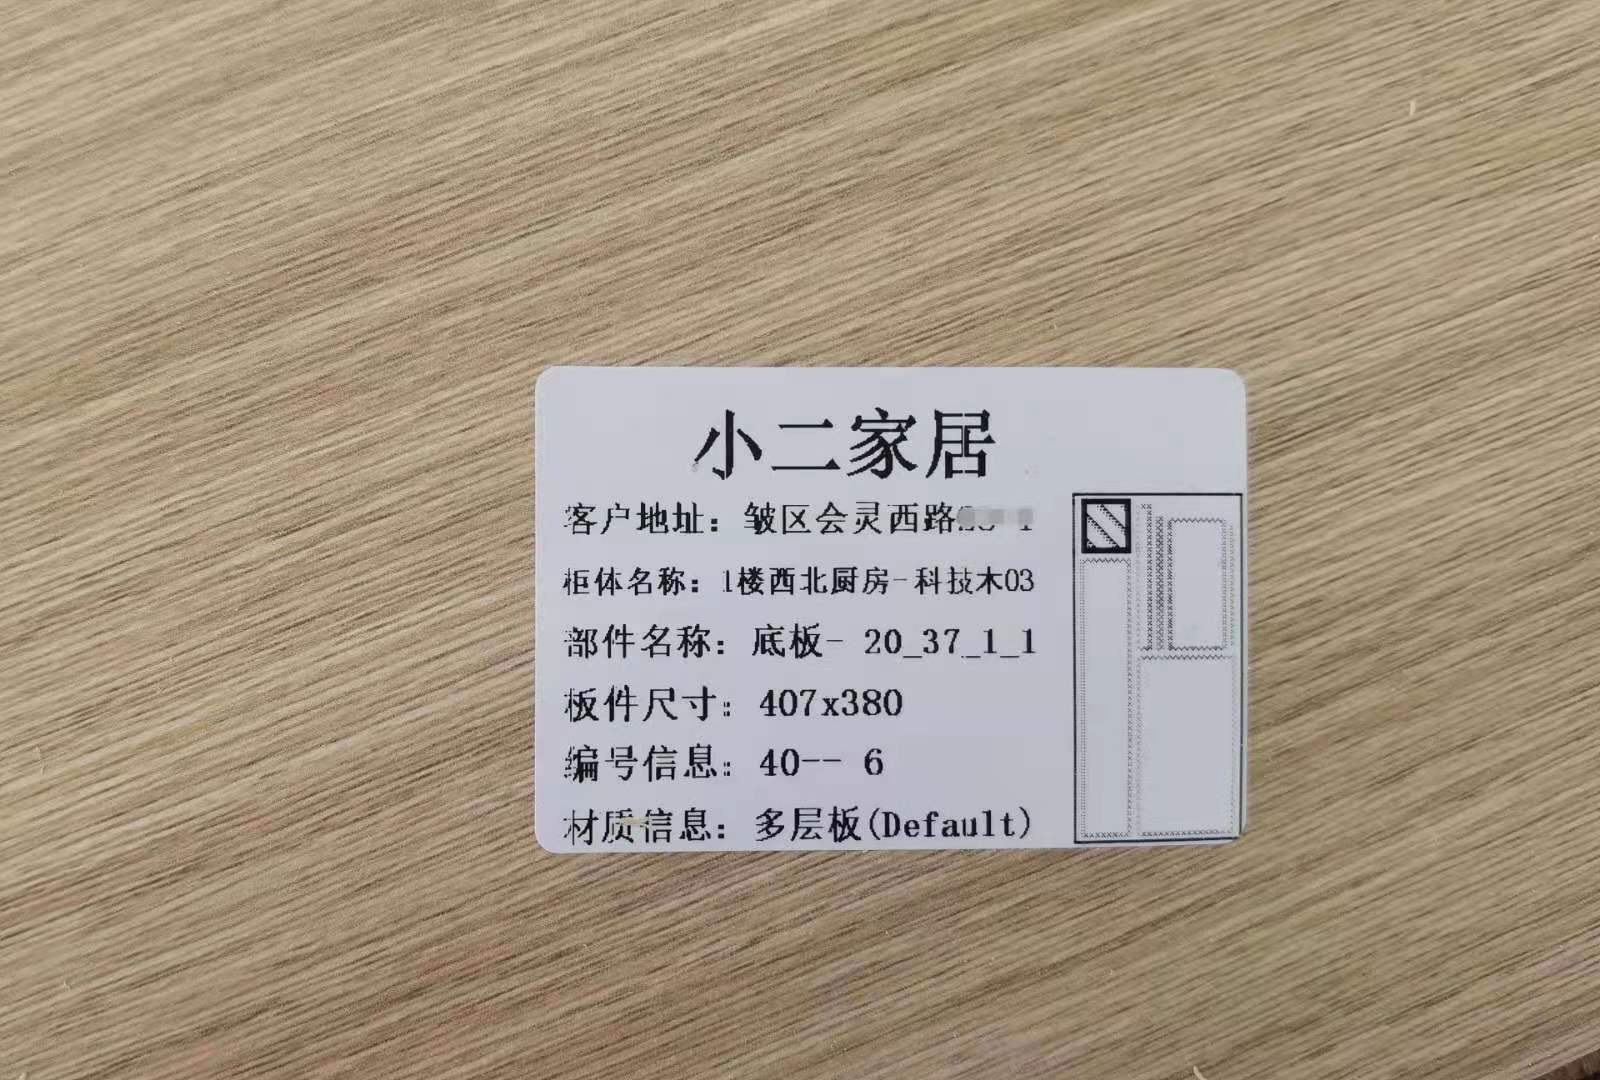 小二家居
客户地址：皱区会灵西路
柜体名称：1楼西北厨房-科技木03
部件名称：底板- 20_37_1_1
板件尺寸：407x380
编号信息：40-- 6
材质信息：多层板(Default)